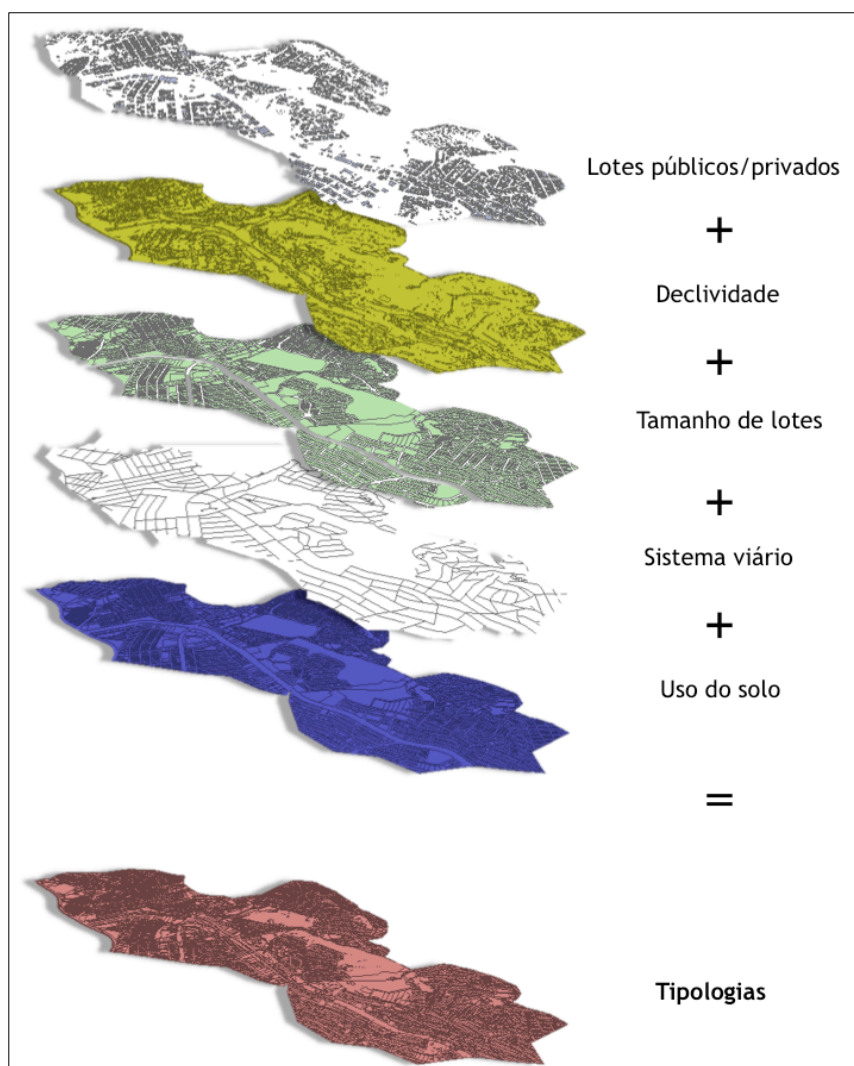 Lotes públicos/privados
+
Declividade
+
Tamanho de lotes
+
Sistema viário
+
Uso do solo
=
Tipologias